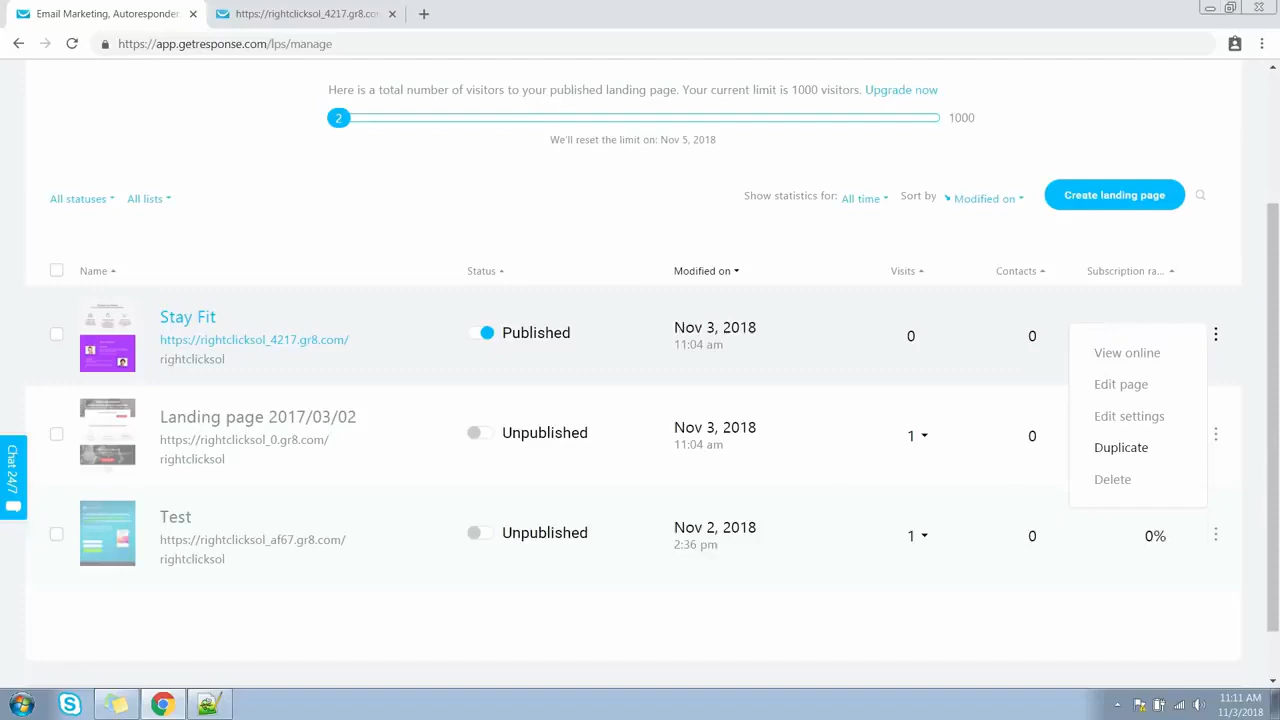 Email Marketing, Autoresponder
https://rightclicksol_4217.gr8.co
https://app.getresponse.com/lps/manage
Here is a total number of visitors to your published landing page. Your current limit is 1000 visitors. Upgrade now
2
1000
We'll reset the limit on: Nov 5, 2018
All statuses
All lists
Show statistics for: All time
Sort by
Modified on
Create landing page
Name
Status
Modified on
Visits
Contacts
Subscription ra...
Stay Fit
https://rightclicksol_4217.gr8.com/
rightclicksol
Published
Nov 3, 2018
11:04 am
0
0
View online
Edit page
Edit settings
Duplicate
Delete
Landing page 2017/03/02
https://rightclicksol_0.gr8.com/
rightclicksol
Unpublished
Nov 3, 2018
11:04 am
1
0
Test
https://rightclicksol_af67.gr8.com/
rightclicksol
Unpublished
Nov 2, 2018
2:36 pm
1
0
0%
Chat 24/7
11:11 AM
11/3/2018